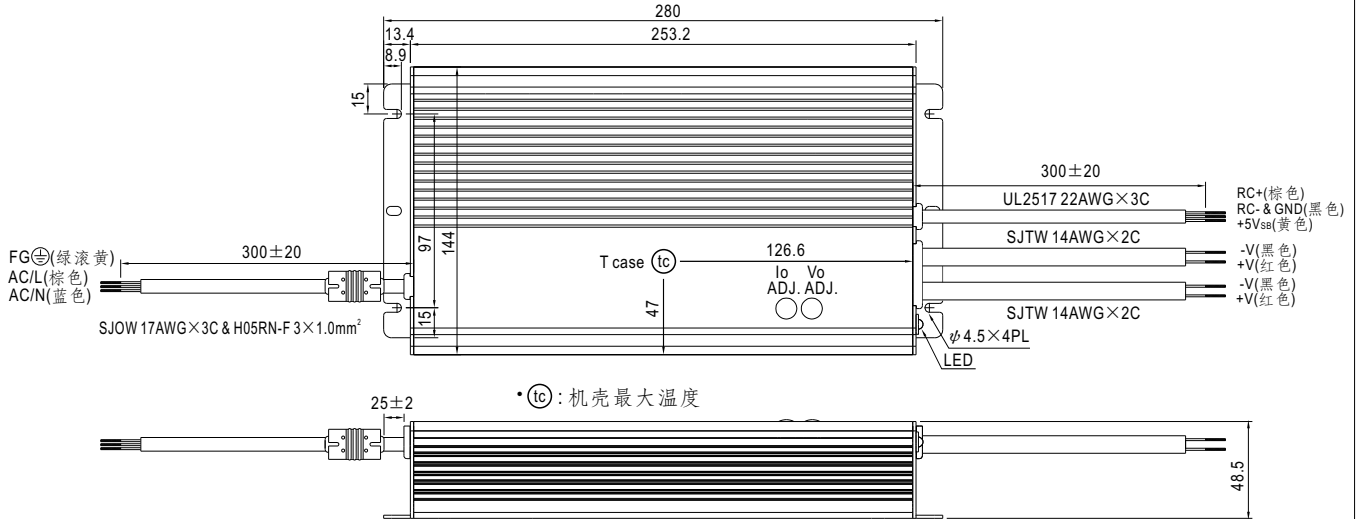 280
13.4
253.2
8.9
15
300±20
UL2517 22AWG×3C
RC+(棕色)
RC- & GND(黑色)
+5VSB(黄色)
SJTW 14AWG×2C
-V(黑色)
+V(红色)
-V(黑色)
+V(红色)
SJTW 14AWG×2C
FG(绿滚黄)
AC/L(棕色)
AC/N(蓝色)
300±20
97
144
T case tc
126.6
Io Vo
ADJ. ADJ.
47
15
SJOW 17AWG×3C & H05RN-F 3×1.0mm²
ψ4.5×4PL
LED
• tc : 机壳最大温度
25±2
48.5